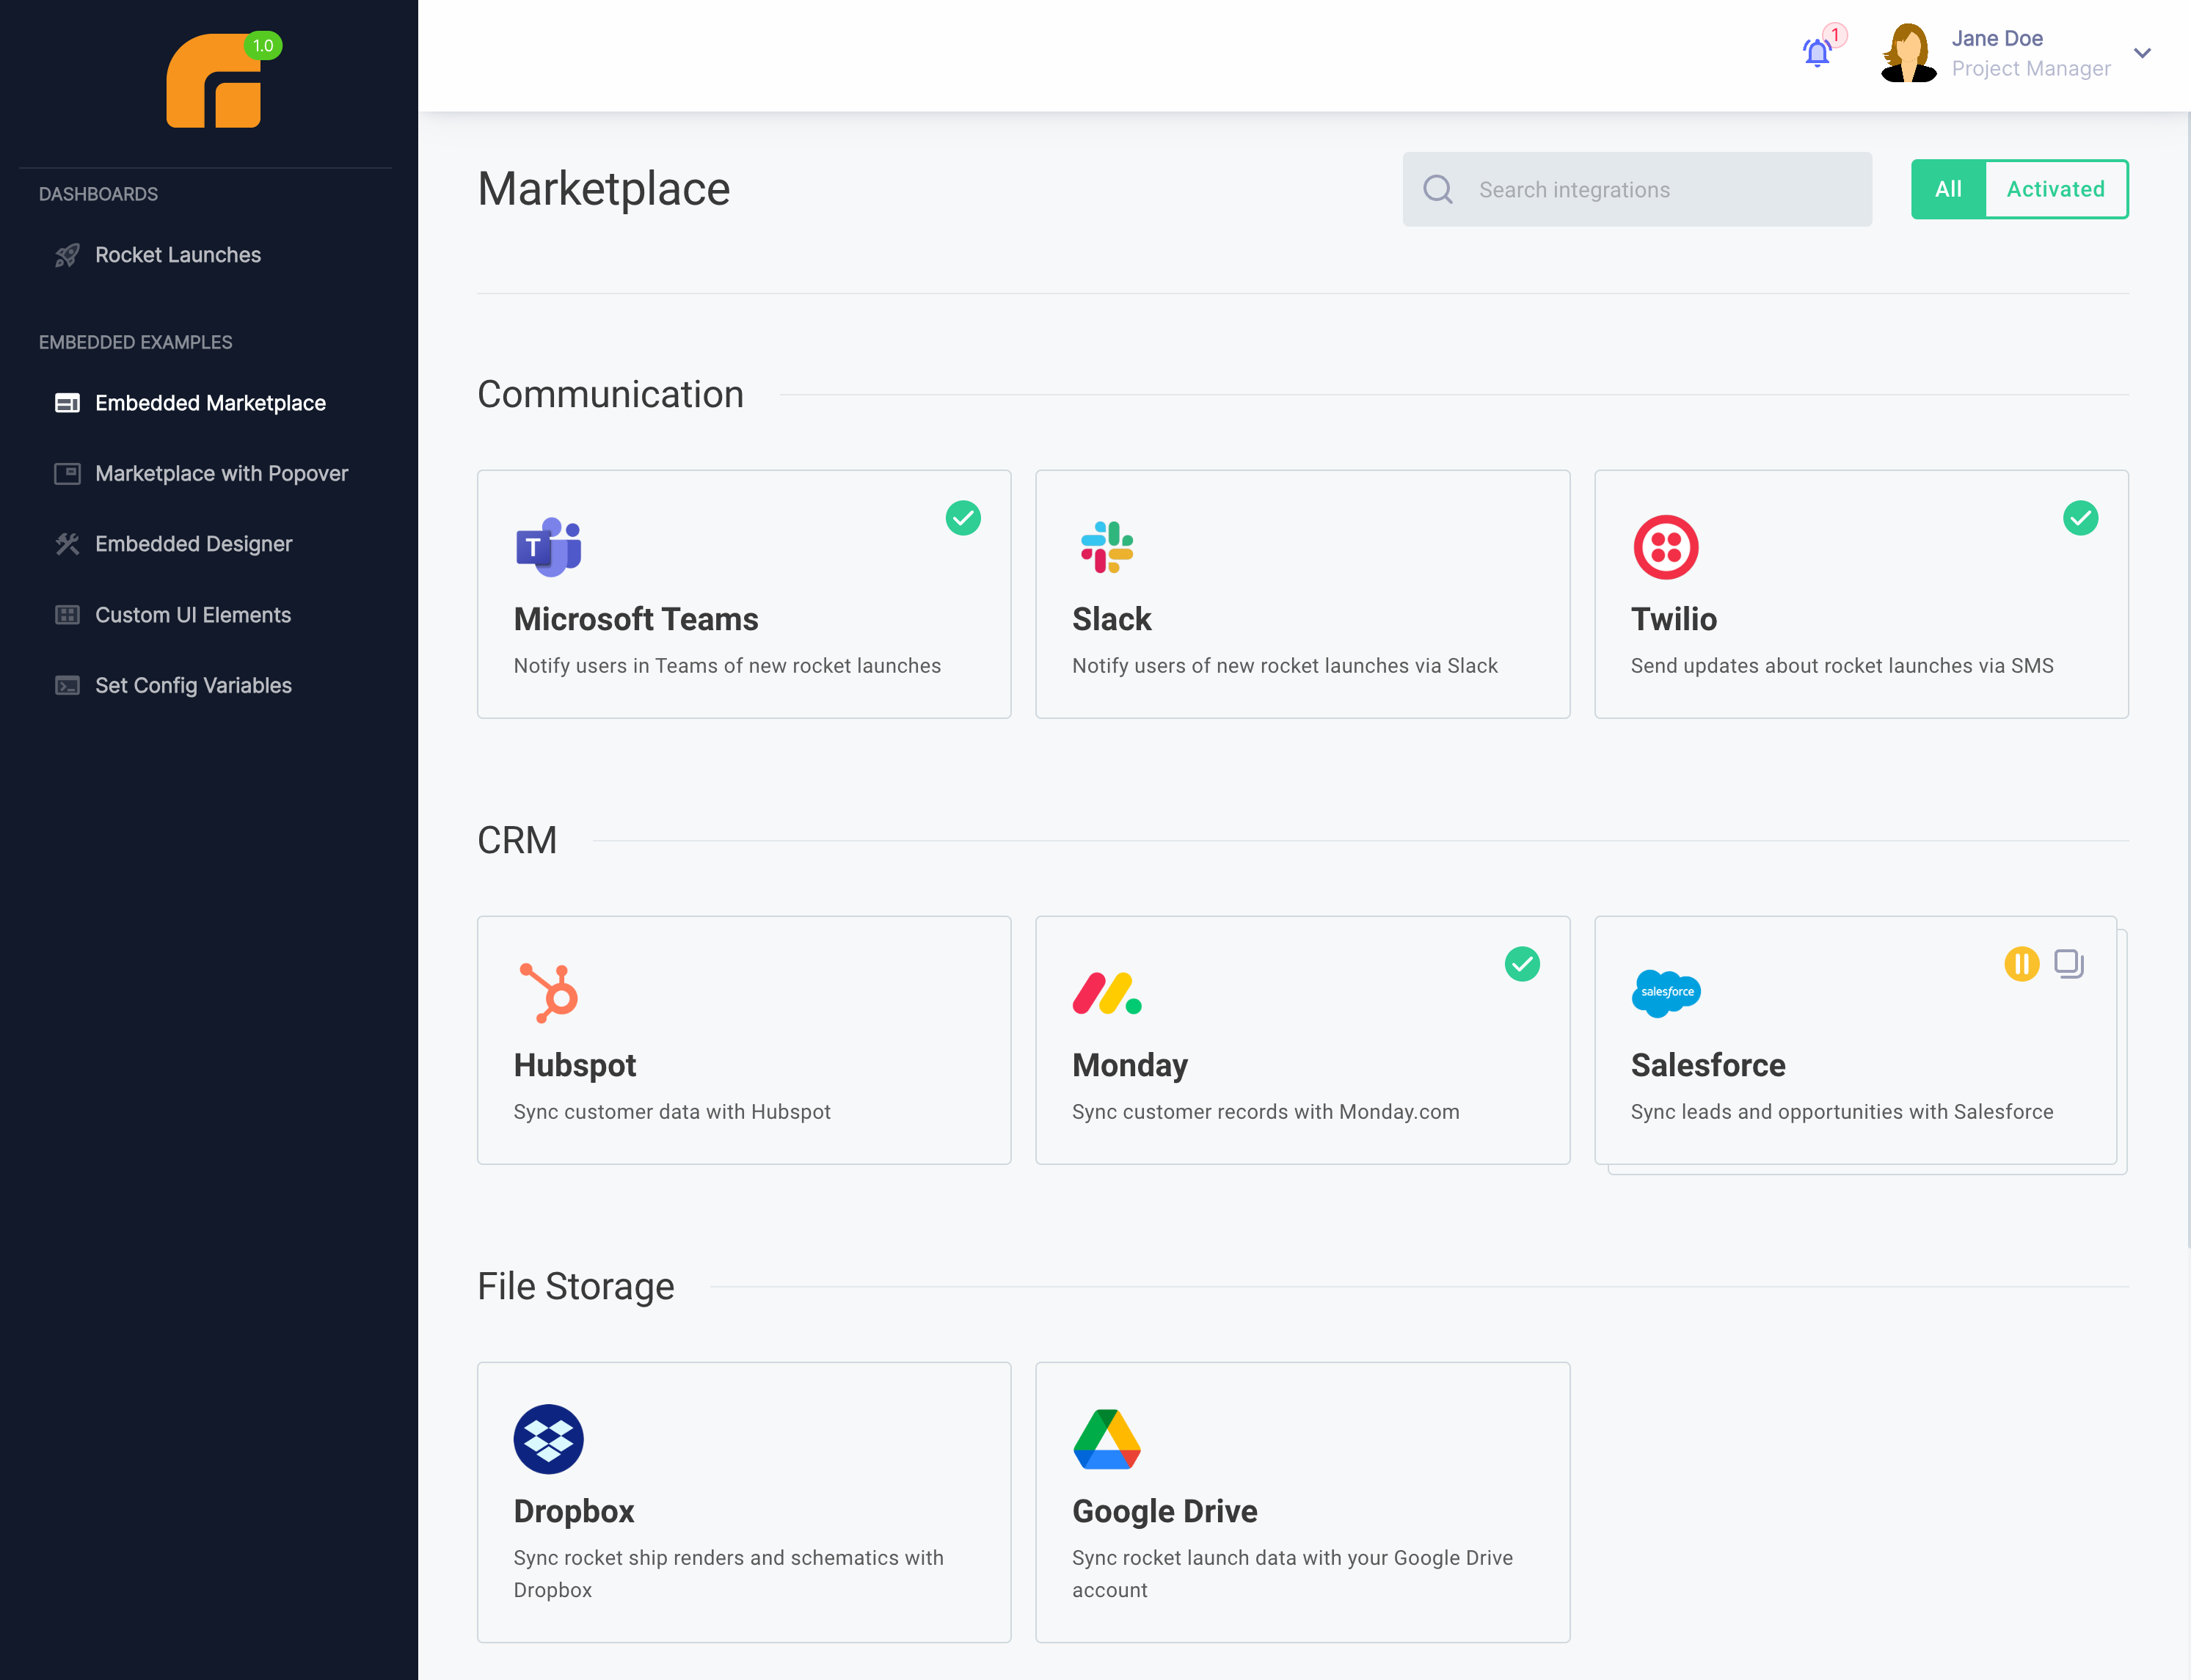 1.0
DASHBOARDS
Rocket Launches
EMBEDDED EXAMPLES
Embedded Marketplace
Marketplace with Popover
Embedded Designer
Custom UI Elements
Set Config Variables
1
Jane Doe
Project Manager
Marketplace
Search integrations
All
Activated
Communication
T
Microsoft Teams
Notify users in Teams of new rocket launches
Slack
Notify users of new rocket launches via Slack
Twilio
Send updates about rocket launches via SMS
CRM
Hubspot
Sync customer data with Hubspot
Monday
Sync customer records with Monday.com
salesforce
Salesforce
Sync leads and opportunities with Salesforce
File Storage
Dropbox
Sync rocket ship renders and schematics with
Dropbox
Google Drive
Sync rocket launch data with your Google Drive
account